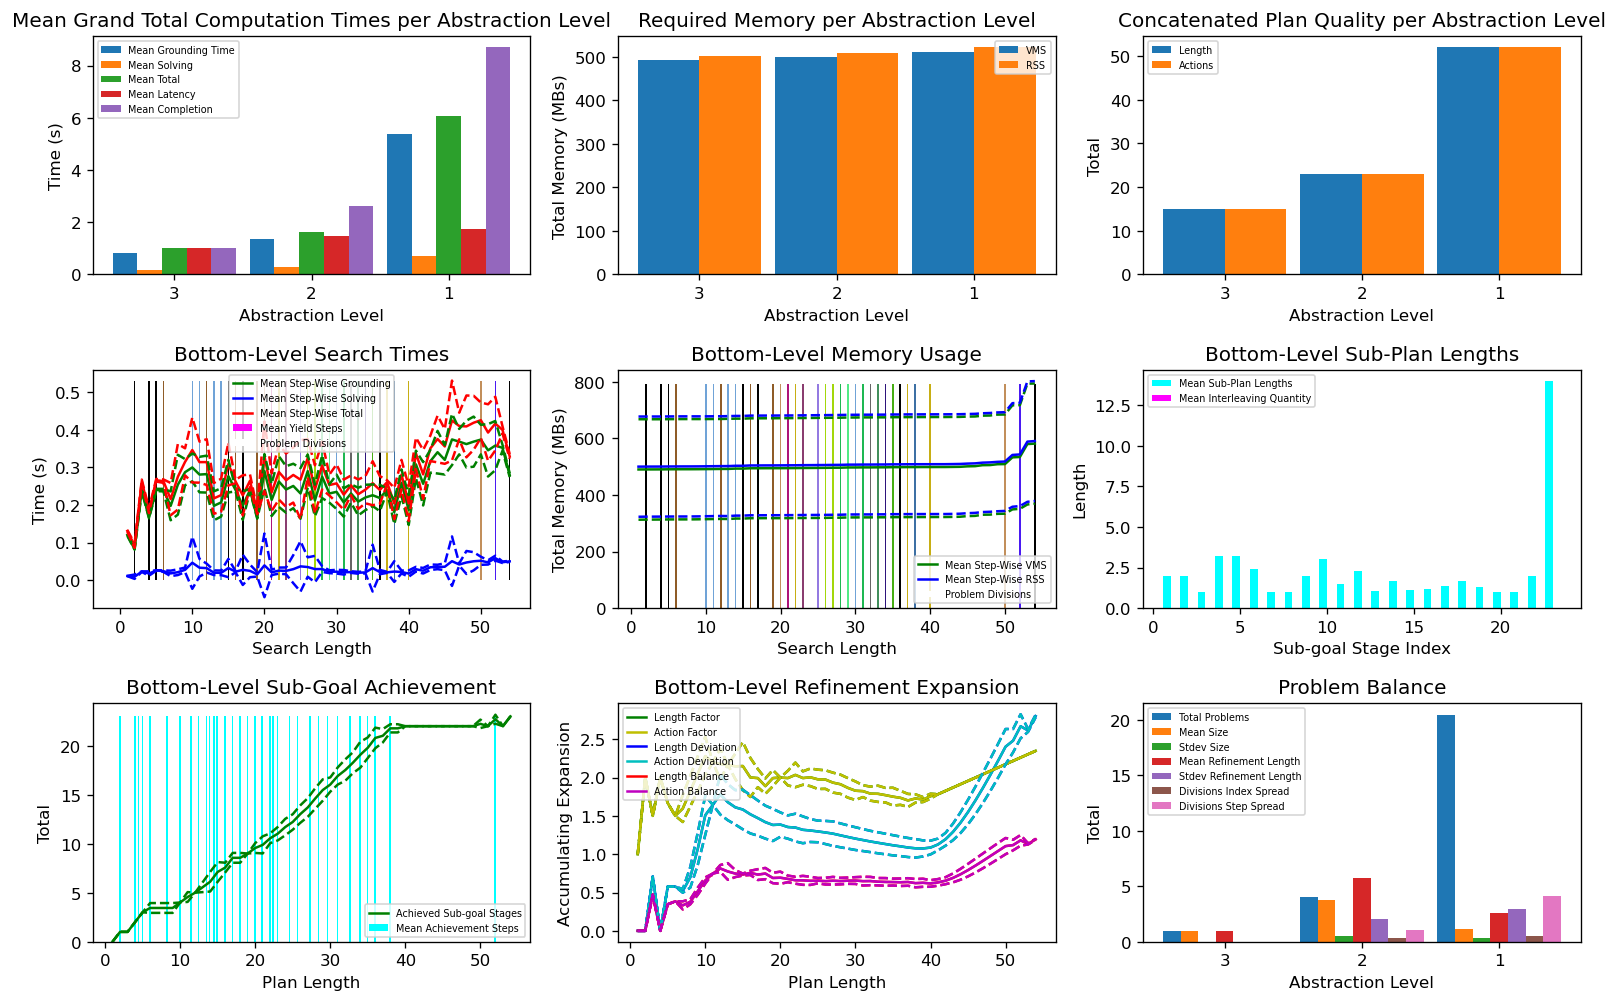 Mean Grand Total Computation Times per Abstraction Level
Mean Grounding Time
Mean Solving
Mean Total
Mean Latency
Mean Completion
Time (s)
0
2
4
6
8
3
2
1
Abstraction Level
Required Memory per Abstraction Level
VMS
RSS
Total Memory (MBs)
0
100
200
300
400
500
3
2
1
Abstraction Level
Concatenated Plan Quality per Abstraction Level
Length
Actions
Total
0
10
20
30
40
50
3
2
1
Abstraction Level
Bottom-Level Search Times
Mean Step-Wise Grounding
Mean Step-Wise Solving
Mean Step-Wise Total
Mean Yield Steps
Problem Divisions
Time (s)
0.0
0.1
0.2
0.3
0.4
0.5
0
10
20
30
40
50
Search Length
Bottom-Level Memory Usage
Mean Step-Wise VMS
Mean Step-Wise RSS
Problem Divisions
Total Memory (MBs)
0
200
400
600
800
0
10
20
30
40
50
Search Length
Bottom-Level Sub-Plan Lengths
Mean Sub-Plan Lengths
Mean Interleaving Quantity
Length
0.0
2.5
5.0
7.5
10.0
12.5
0
5
10
15
20
Sub-goal Stage Index
Bottom-Level Sub-Goal Achievement
Achieved Sub-goal Stages
Mean Achievement Steps
Total
0
5
10
15
20
0
10
20
30
40
50
Plan Length
Bottom-Level Refinement Expansion
Length Factor
Action Factor
Length Deviation
Action Deviation
Length Balance
Action Balance
Accumulating Expansion
0.0
0.5
1.0
1.5
2.0
2.5
0
10
20
30
40
50
Plan Length
Problem Balance
Total Problems
Mean Size
Stdev Size
Mean Refinement Length
Stdev Refinement Length
Divisions Index Spread
Divisions Step Spread
Total
0
5
10
15
20
3
2
1
Abstraction Level